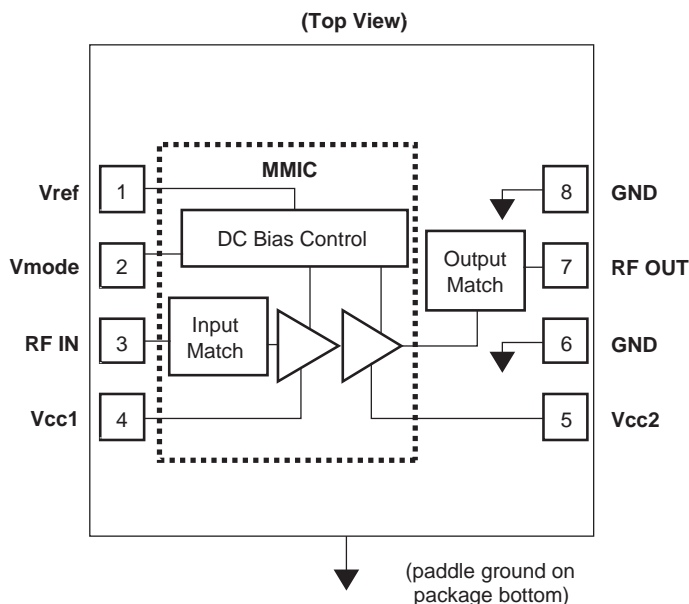 (Top View)
MMIC
Vref 1
8 GND
DC Bias Control
Vmode 2
Output
Match
7 RF OUT
RF IN 3
Input
Match
6 GND
Vcc1 4
5 Vcc2
(paddle ground on
package bottom)